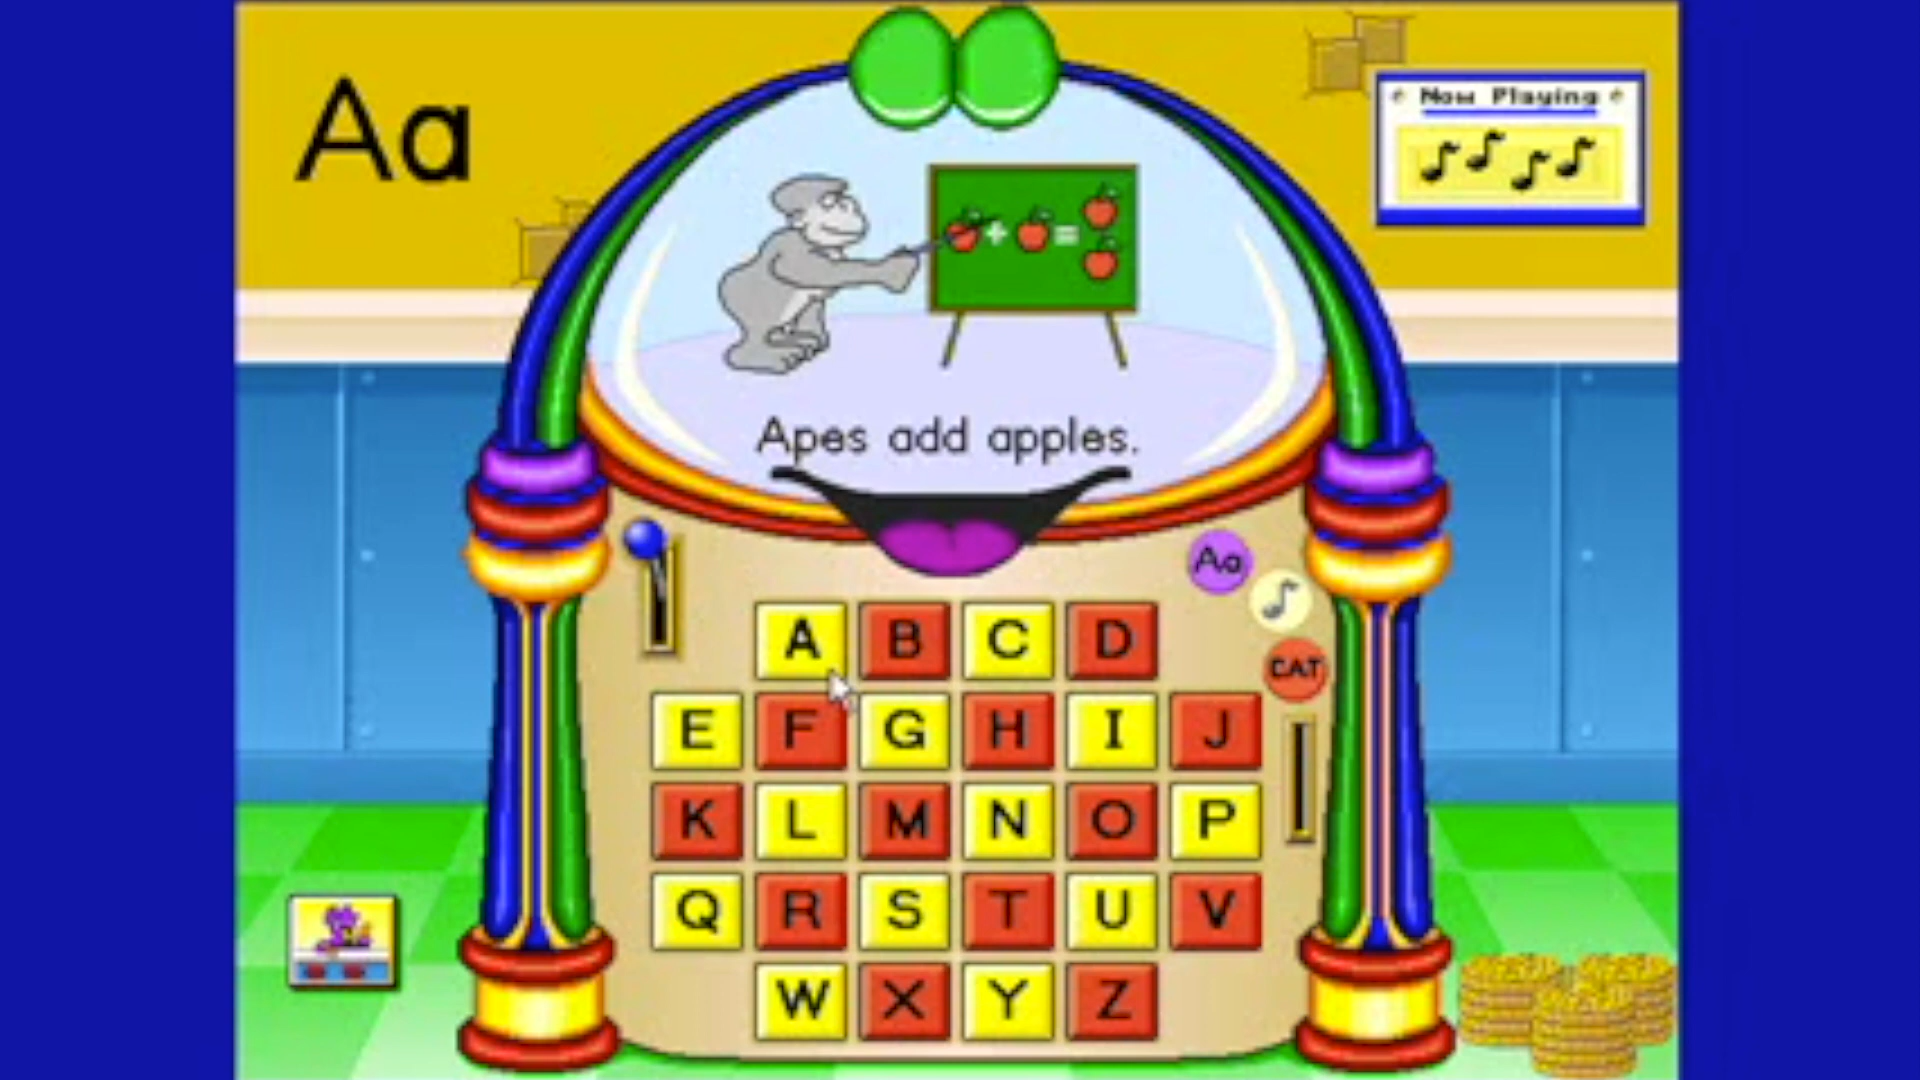 Aa
Now Playing
+ =
Apes add apples.
Aa
CAT
A B C D
E F G H I J
K L M N O P
Q R S T U V
W X Y Z